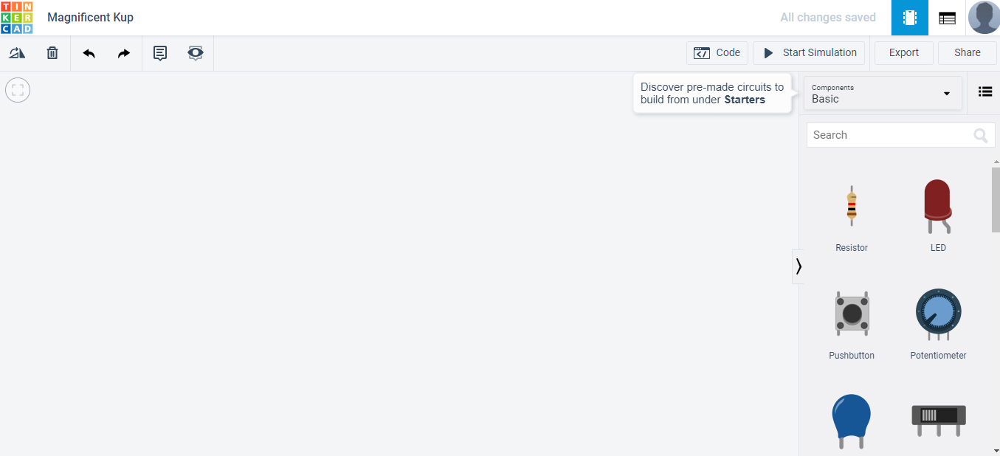 TIN
KER
CAD
Magnificent Kup
All changes saved
Code
Start Simulation
Export
Share
Discover pre-made circuits to
build from under Starters
Components
Basic
Search
Resistor
LED
Pushbutton
Potentiometer